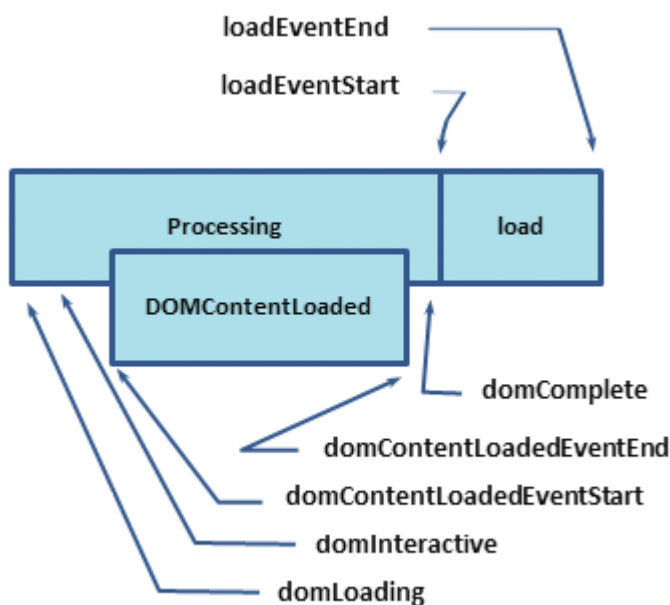 loadEventEnd
loadEventStart
Processing
load
DOMContentLoaded
domComplete
domContentLoadedEventEnd
domContentLoadedEventStart
domInteractive
domLoading